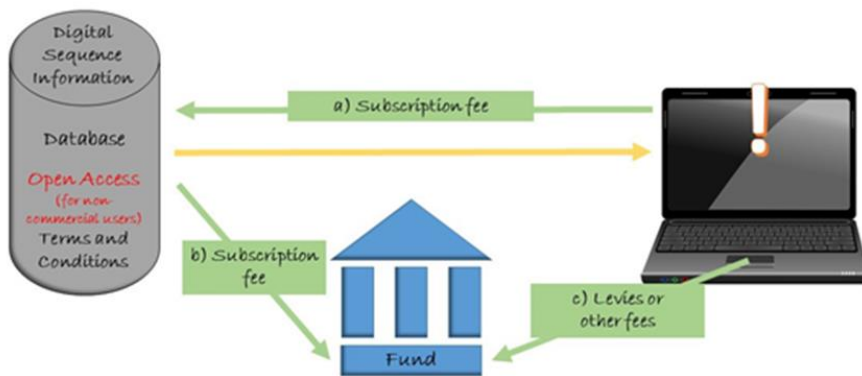 Digital
Sequence
Information
Database
Open Access
(for non-
commercial users)
Terms and
Conditions
a) Subscription fee
b) Subscription
fee
c) Levies or
other fees
Fund
!